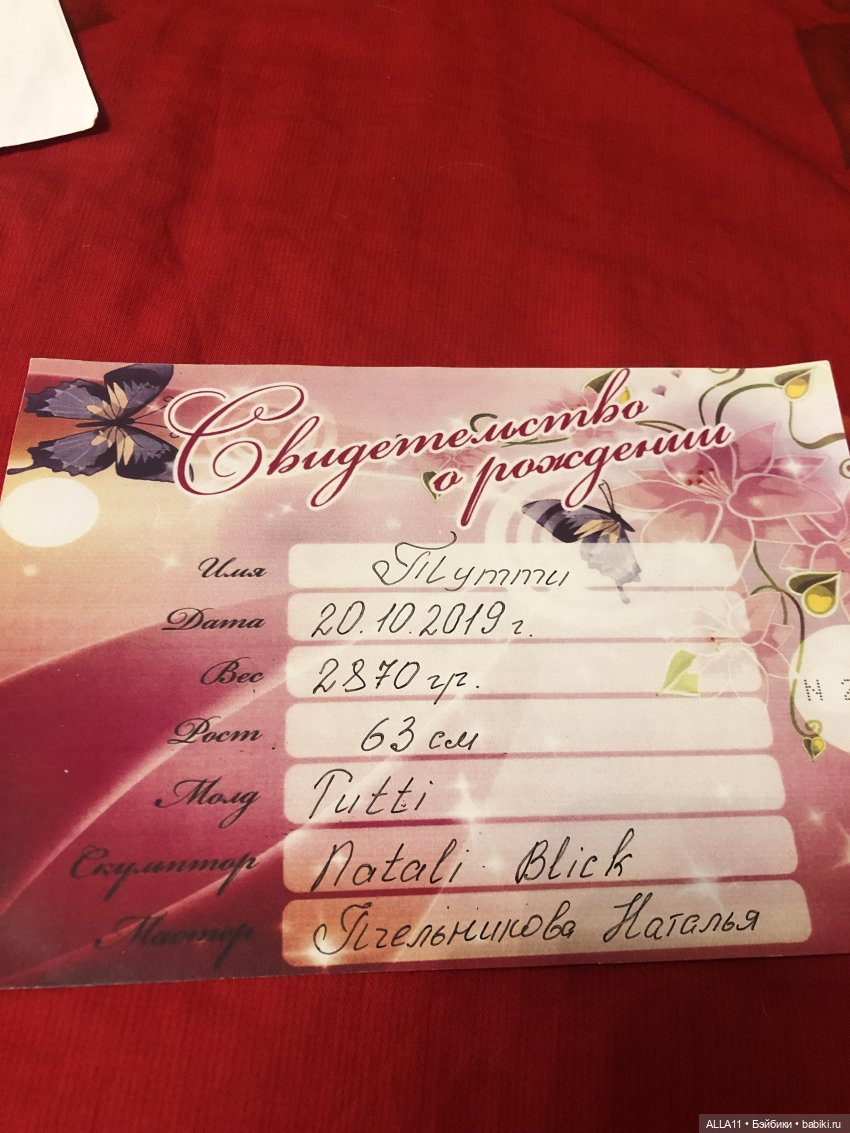 Свидетельство
о рождении
Имя Тутти
Дата 20.10.2019 г.
Вес 2870 гр.
Рост 63 см
N 2
Молд Tutti
Скульптор Natali Blick
Мастер Пчельникова Наталья
ALLA11 • Бэйбики • babiki.ru